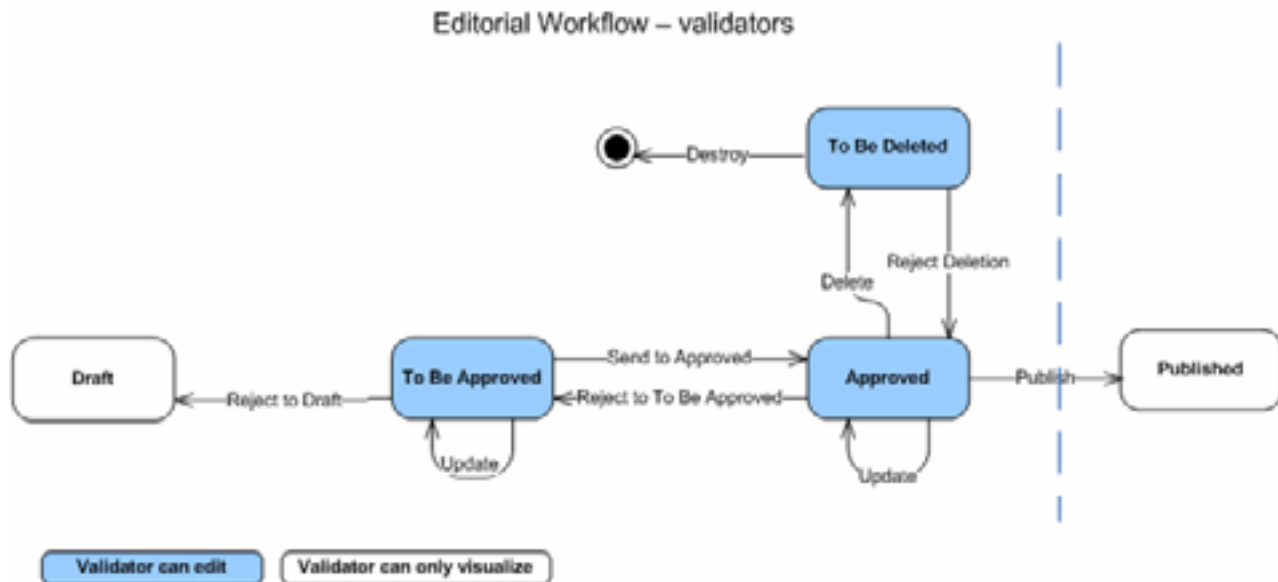 Editorial Workflow – validators
To Be Deleted
Destroy
Reject Deletion
Delete
Draft
To Be Approved
Send to Approved
Approved
Published
Publish
Reject to Draft
Reject to To Be Approved
Update
Update
Validator can edit
Validator can only visualize